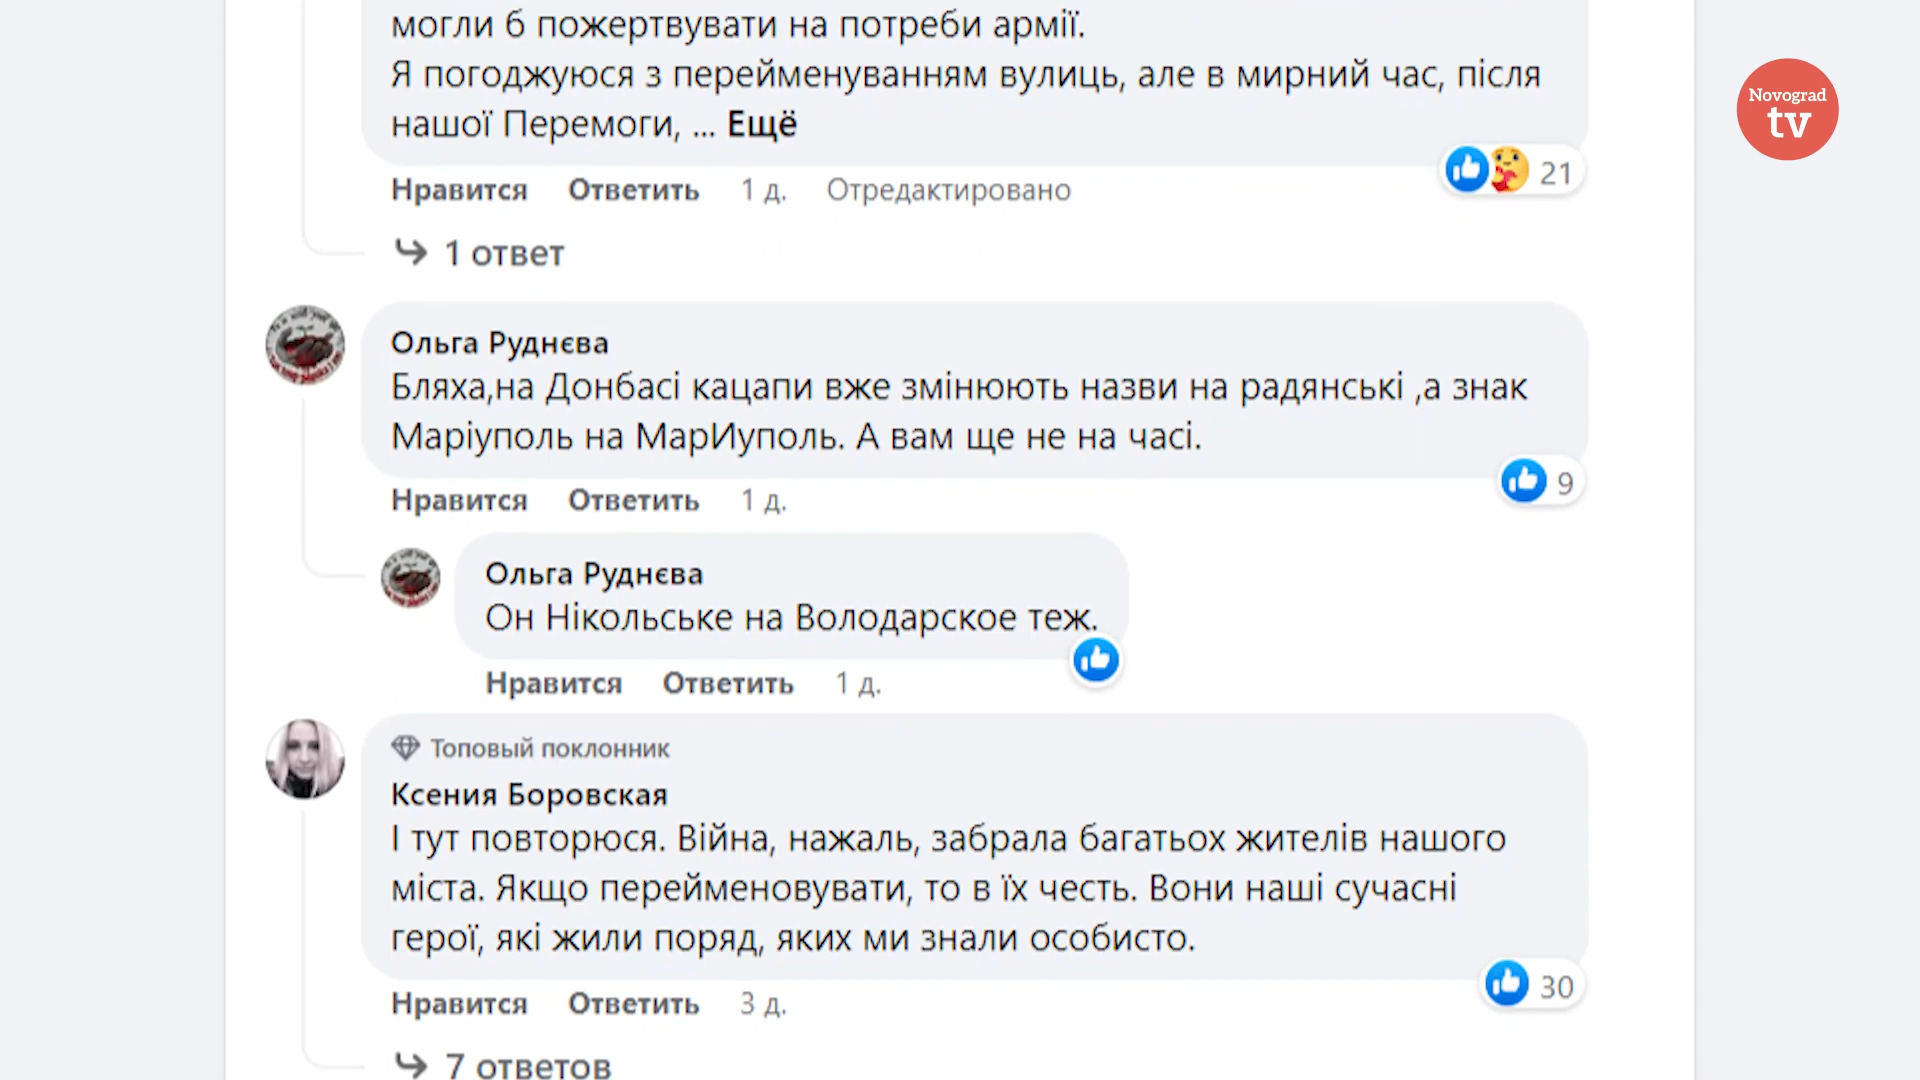 могли б пожертвувати на потреби армії.
Я погоджуюся з перейменуванням вулиць, але в мирний час, після
нашої Перемоги, ... Ещё
Нравится Ответить 1 д. Отредактировано
21
1 ответ
Ольга Руднєва
Бляха,на Донбасі кацапи вже змінюють назви на радянські ,а знак
Маріуполь на МарИуполь. А вам ще не на часі.
9
Нравится Ответить 1 д.
Ольга Руднєва
Он Нікольське на Володарское теж.
Нравится Ответить 1 д.
Топовый поклонник
Ксения Боровская
І тут повторюся. Війна, нажаль, забрала багатьох жителів нашого
міста. Якщо перейменовувати, то в їх честь. Вони наші сучасні
герої, які жили поряд, яких ми знали особисто.
30
Нравится Ответить 3 д.
7 ответов
Novograd
tv